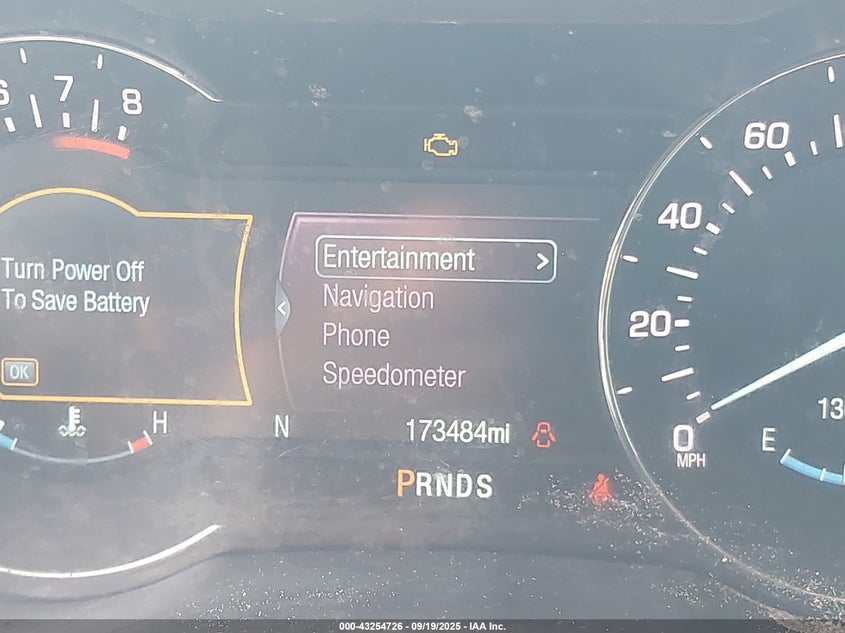 6 7 8
60
40
20
0
MPH
Turn Power Off
To Save Battery
OK
Entertainment >
Navigation
Phone
Speedometer
H
N
173484mi
E
13
PRNDS
000-43254726 - 09/19/2025 - IAA Inc.